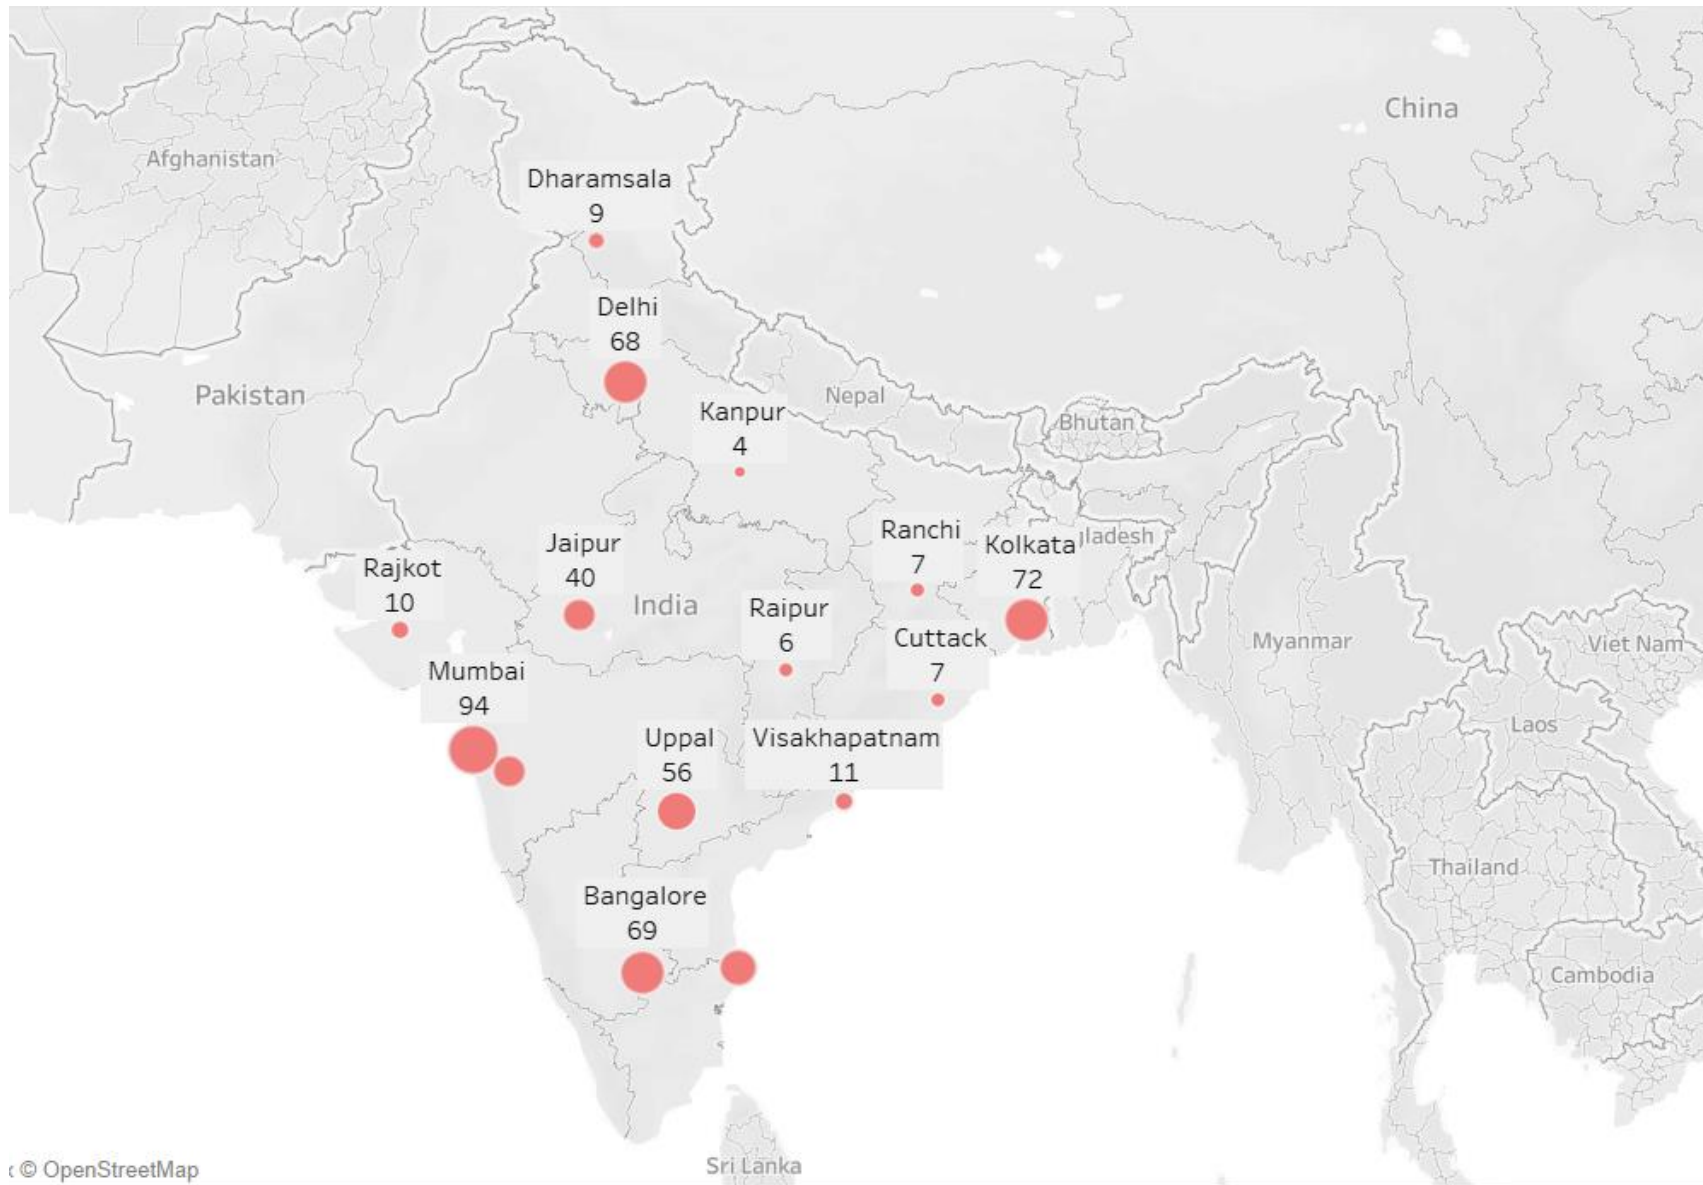 China
Afghanistan
Dharamsala
9
Delhi
68
Pakistan
Nepal
Kanpur
4
Bhutan
Ranchi
7
Kolkata
72
ladesh
Jaipur
40
Rajkot
10
India
Raipur
6
Cuttack
7
Myanmar
Viet Nam
Mumbai
94
Laos
Uppal
56
Visakhapatnam
11
Thailand
Bangalore
69
Cambodia
Sri Lanka
© OpenStreetMap